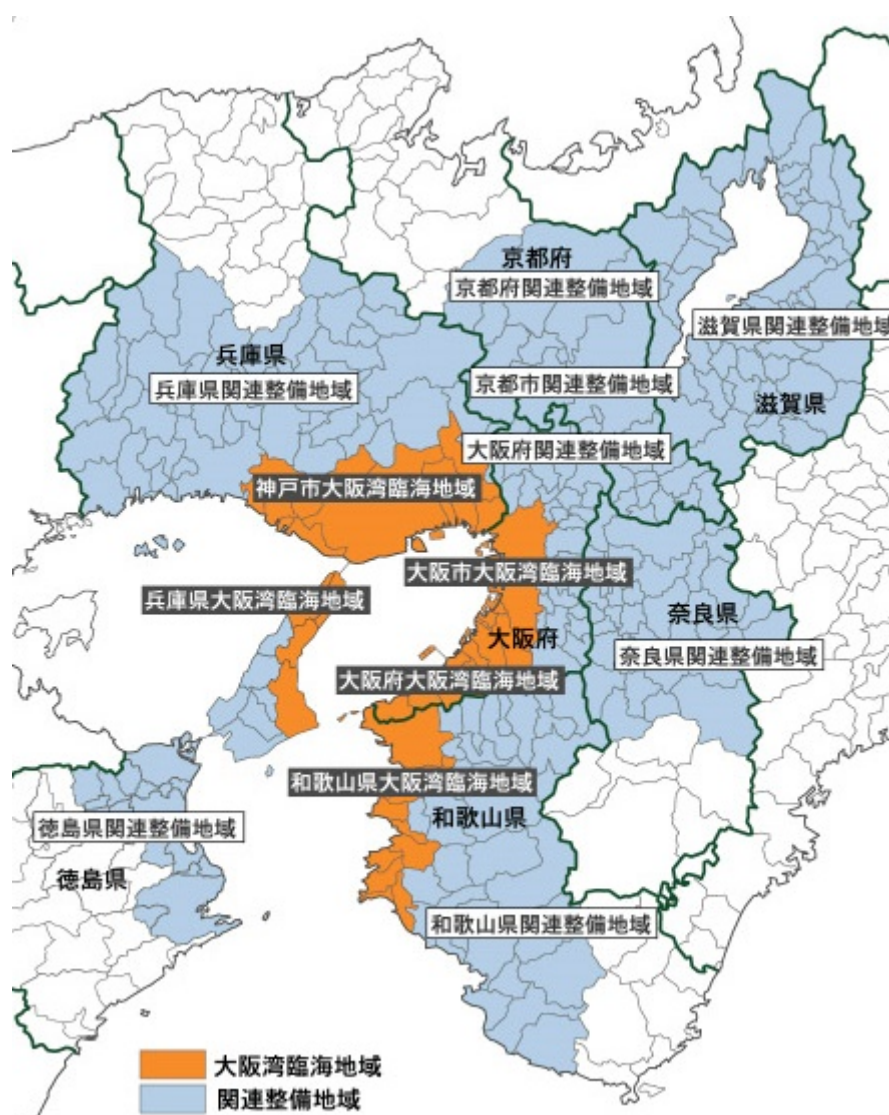 京都府
京都府関連整備地域
滋賀県関連整備地域
兵庫県
兵庫県関連整備地域
京都市関連整備地域
滋賀県
大阪府関連整備地域
神戸市大阪湾臨海地域
大阪市大阪湾臨海地域
兵庫県大阪湾臨海地域
奈良県
大阪府
奈良県関連整備地域
大阪府大阪湾臨海地域
和歌山県大阪湾臨海地域
和歌山県
徳島県関連整備地域
徳島県
和歌山県関連整備地域
大阪湾臨海地域
関連整備地域